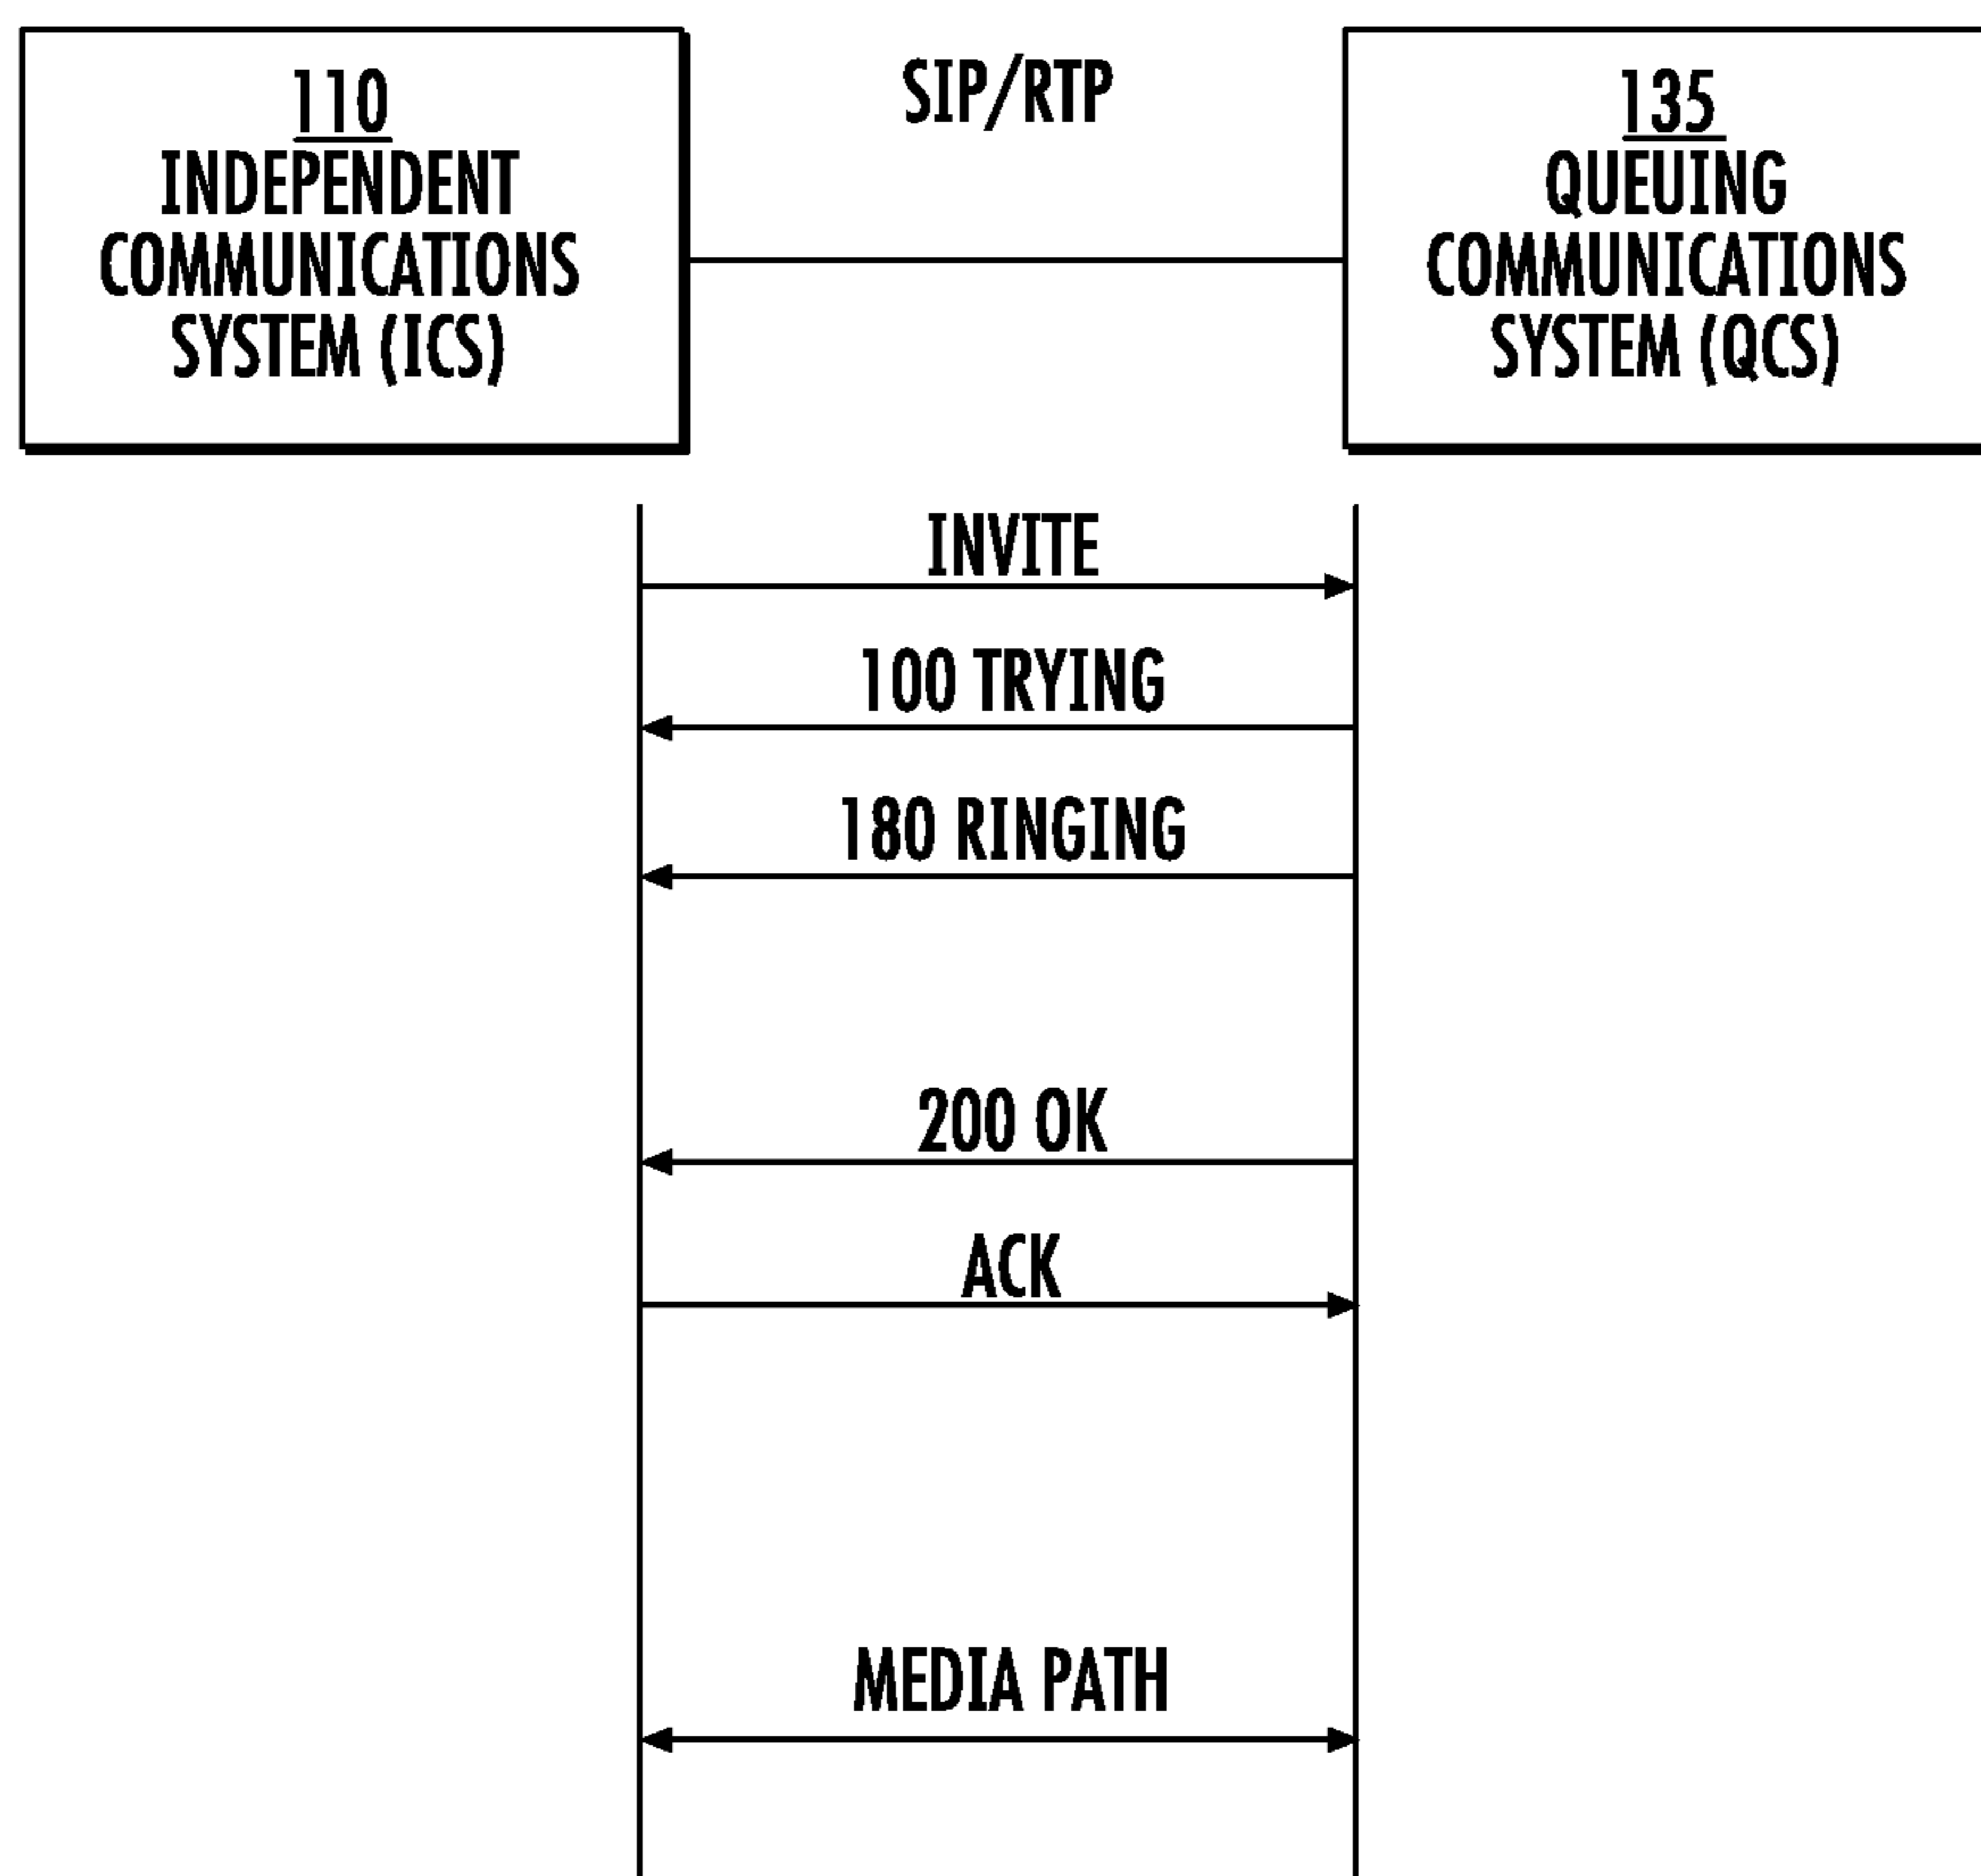 110
INDEPENDENT
COMMUNICATIONS
SYSTEM (ICS)
SIP/RTP
135
QUEUING
COMMUNICATIONS
SYSTEM (QCS)
INVITE
100 TRYING
180 RINGING
200 OK
ACK
MEDIA PATH